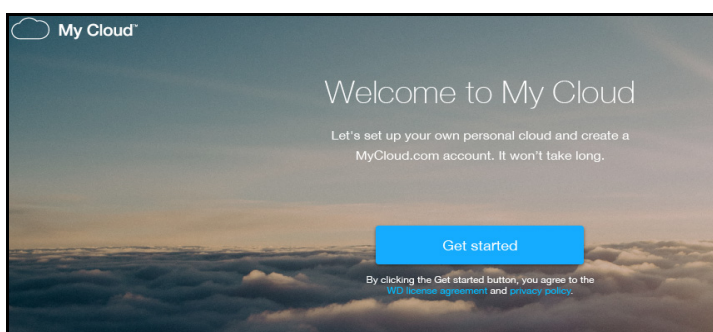 My Cloud™
Welcome to My Cloud
Let's set up your own personal cloud and create a
MyCloud.com account. It won't take long.
Get started
By clicking the Get started button, you agree to the
WD license agreement and privacy policy.